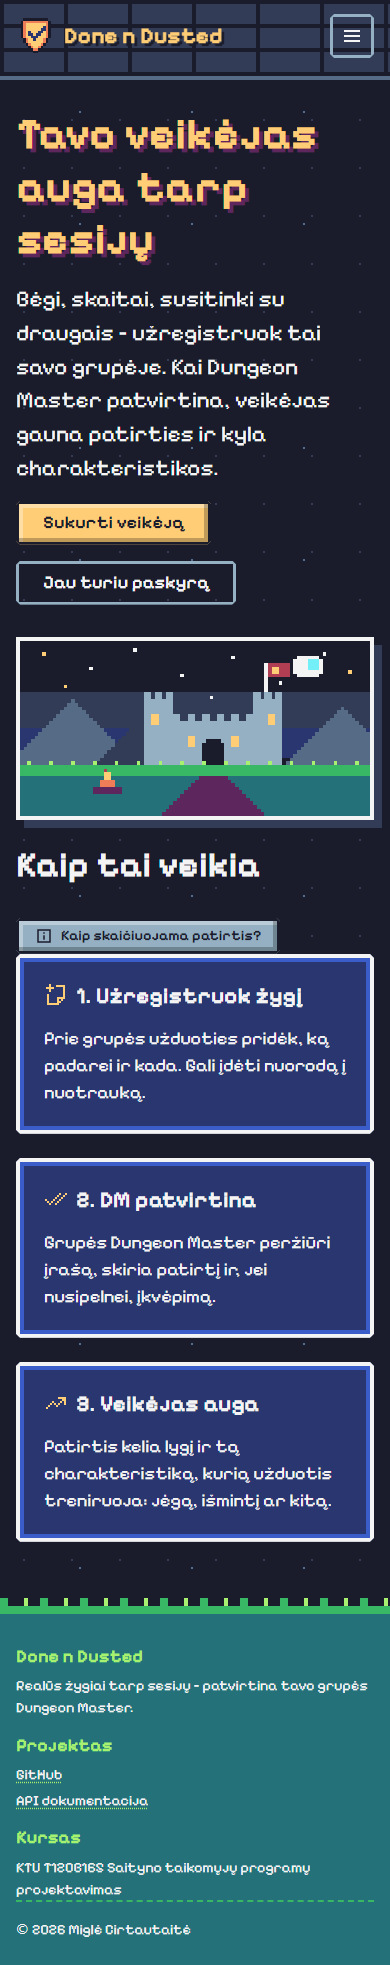 Done n Dusted
Tavo veikėjas
auga tarp
sesijų
Bėgi, skaitai, susitinki su
draugais - užregistruok tai
savo grupėje. Kai Dungeon
Master patvirtina, veikėjas
gauna patirties ir kyla
charakteristikos.
Sukurti veikėją
Jau turiu paskyrą
Kaip tai veikia
Kaip skaičiuojama patirtis?
1. Užregistruok žygį
Prie grupės užduoties pridėk, ką
padarei ir kada. Gali įdėti nuorodą į
nuotrauką.
2. DM patvirtina
Grupės Dungeon Master peržiūri
įrašą, skiria patirtį ir, jei
nusipelnei, įkvėpimą.
3. Veikėjas auga
Patirtis kelia lygį ir tą
charakteristiką, kurią užduotis
treniruoja: jėgą, išmintį ar kitą.
Done n Dusted
Realūs žygiai tarp sesijų - patvirtina tavo grupės
Dungeon Master.
Projektas
GitHub
API dokumentacija
Kursas
KTU T120B165 Saityno taikomųjų programų
projektavimas
© 2026 Miglė Cirtautaitė